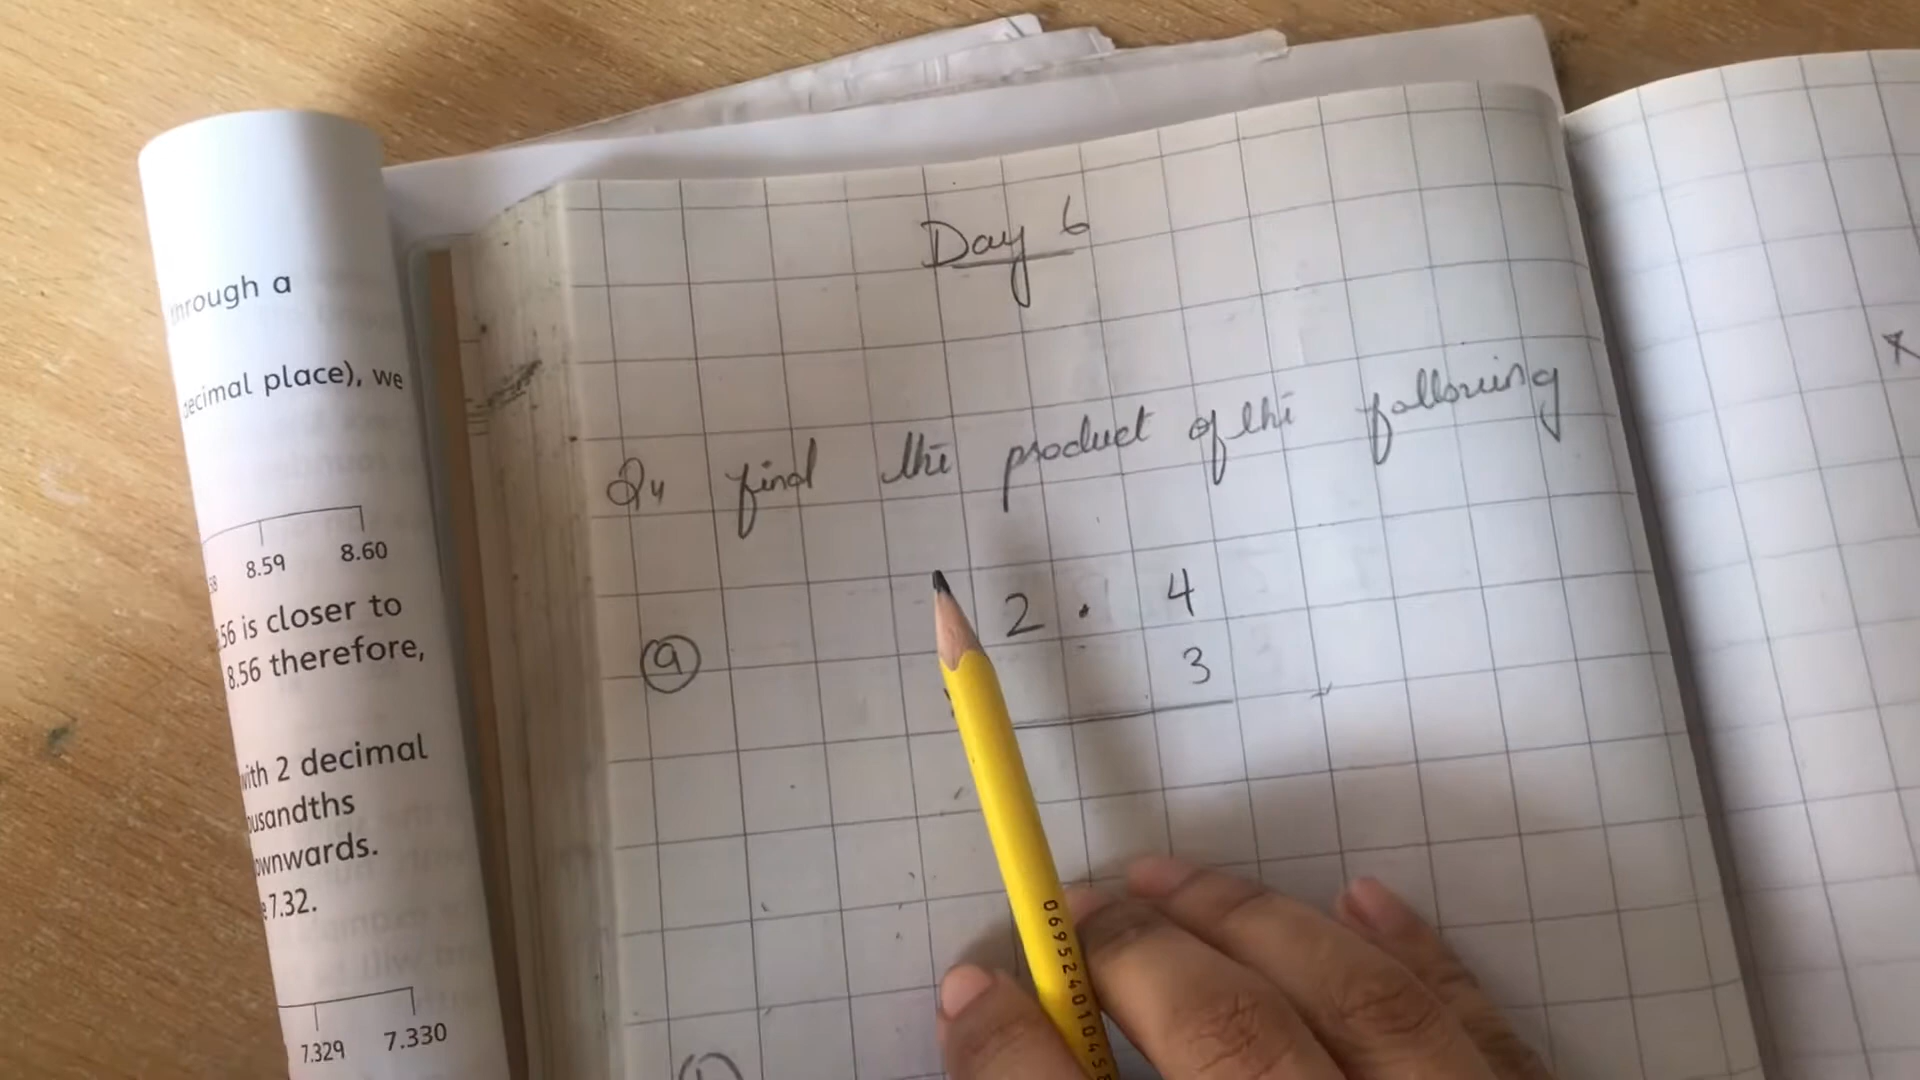 through a
decimal place), we
8.59 8.60
56 is closer to
8.56 therefore,
with 2 decimal
usandths
ownwards.
7.32.
7.329 7.330
Day 6
Q4 find the product of the following
a 2 . 4
3
069524010458